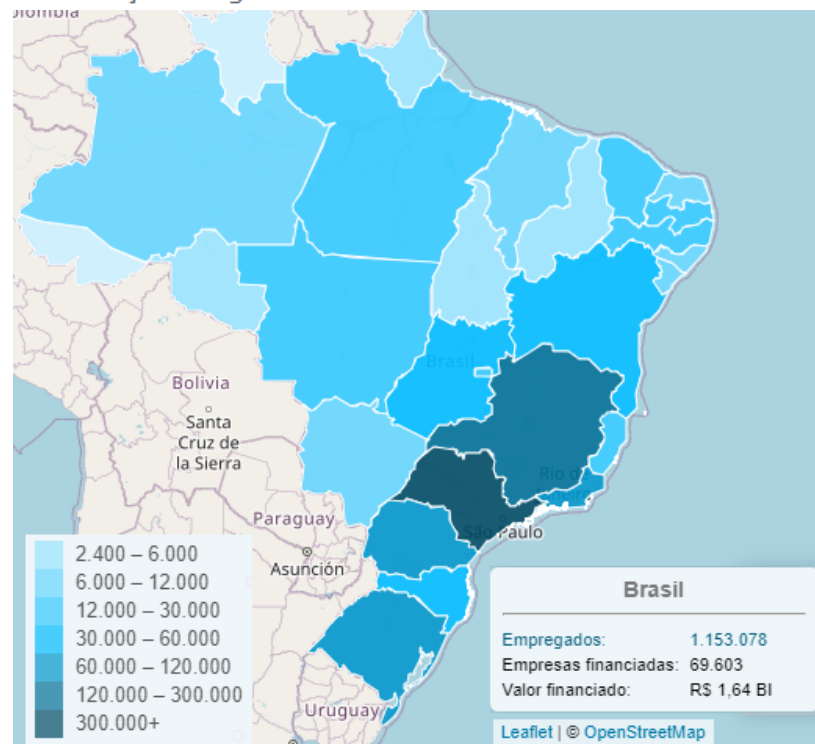 Bolivia
Santa
Cruz de
la Sierra
Brasil
Rio d
São Paulo
Paraguay
Asunción
Uruguay
2.400 – 6.000
6.000 – 12.000
12.000 – 30.000
30.000 – 60.000
60.000 – 120.000
120.000 – 300.000
300.000+
Brasil
Empregados: 1.153.078
Empresas financiadas: 69.603
Valor financiado: R$ 1,64 BI
Leaflet | © OpenStreetMap